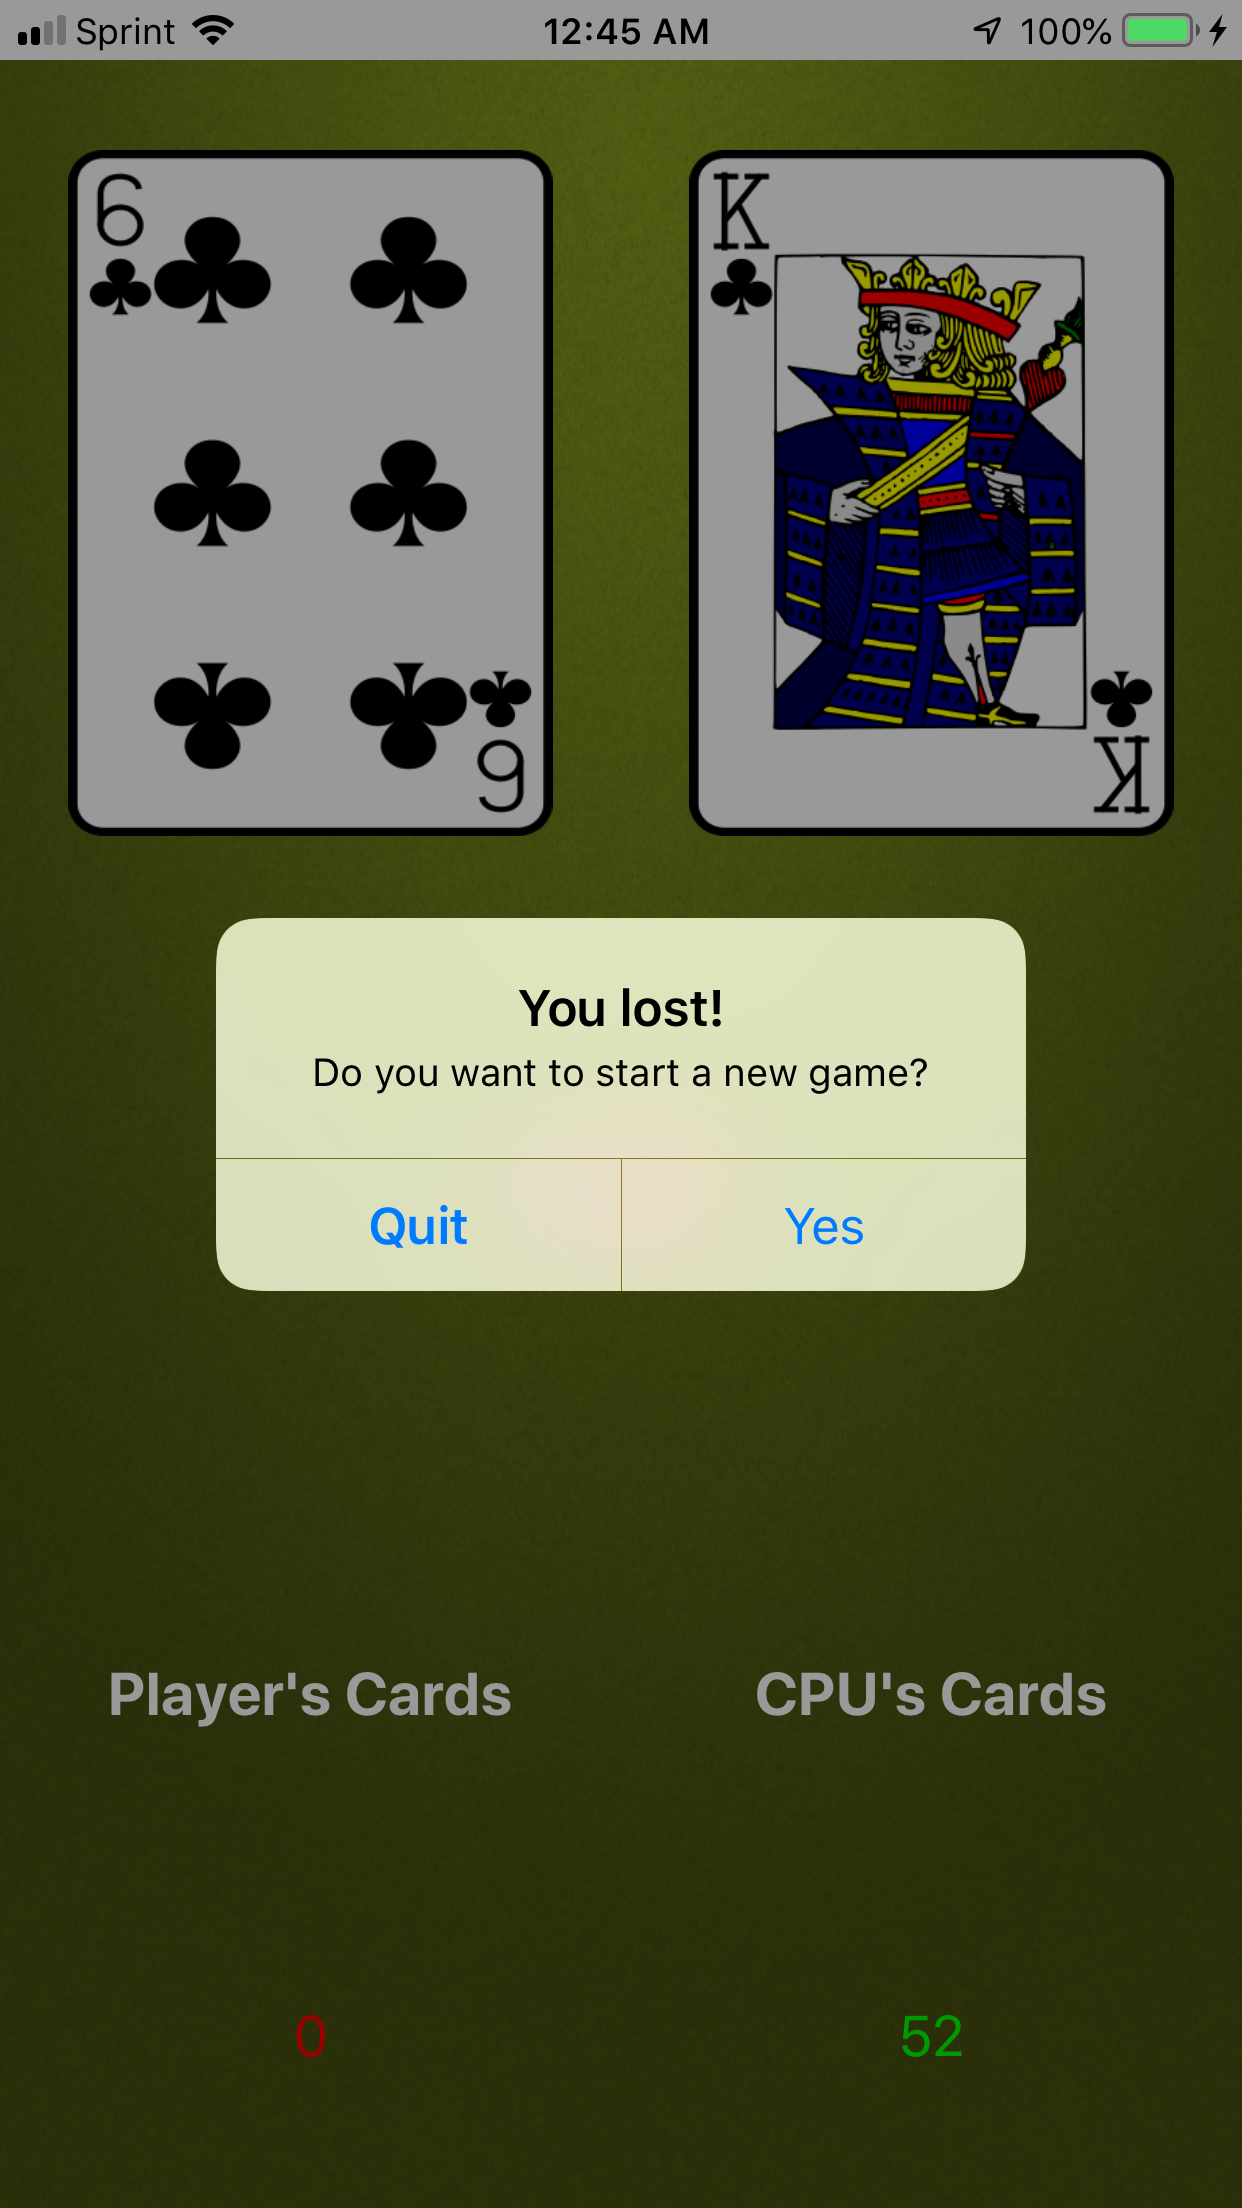 Sprint 12:45 AM 100%
6 K
You lost!
Do you want to start a new game?
Quit Yes
6 K
Player's Cards CPU's Cards
0 52